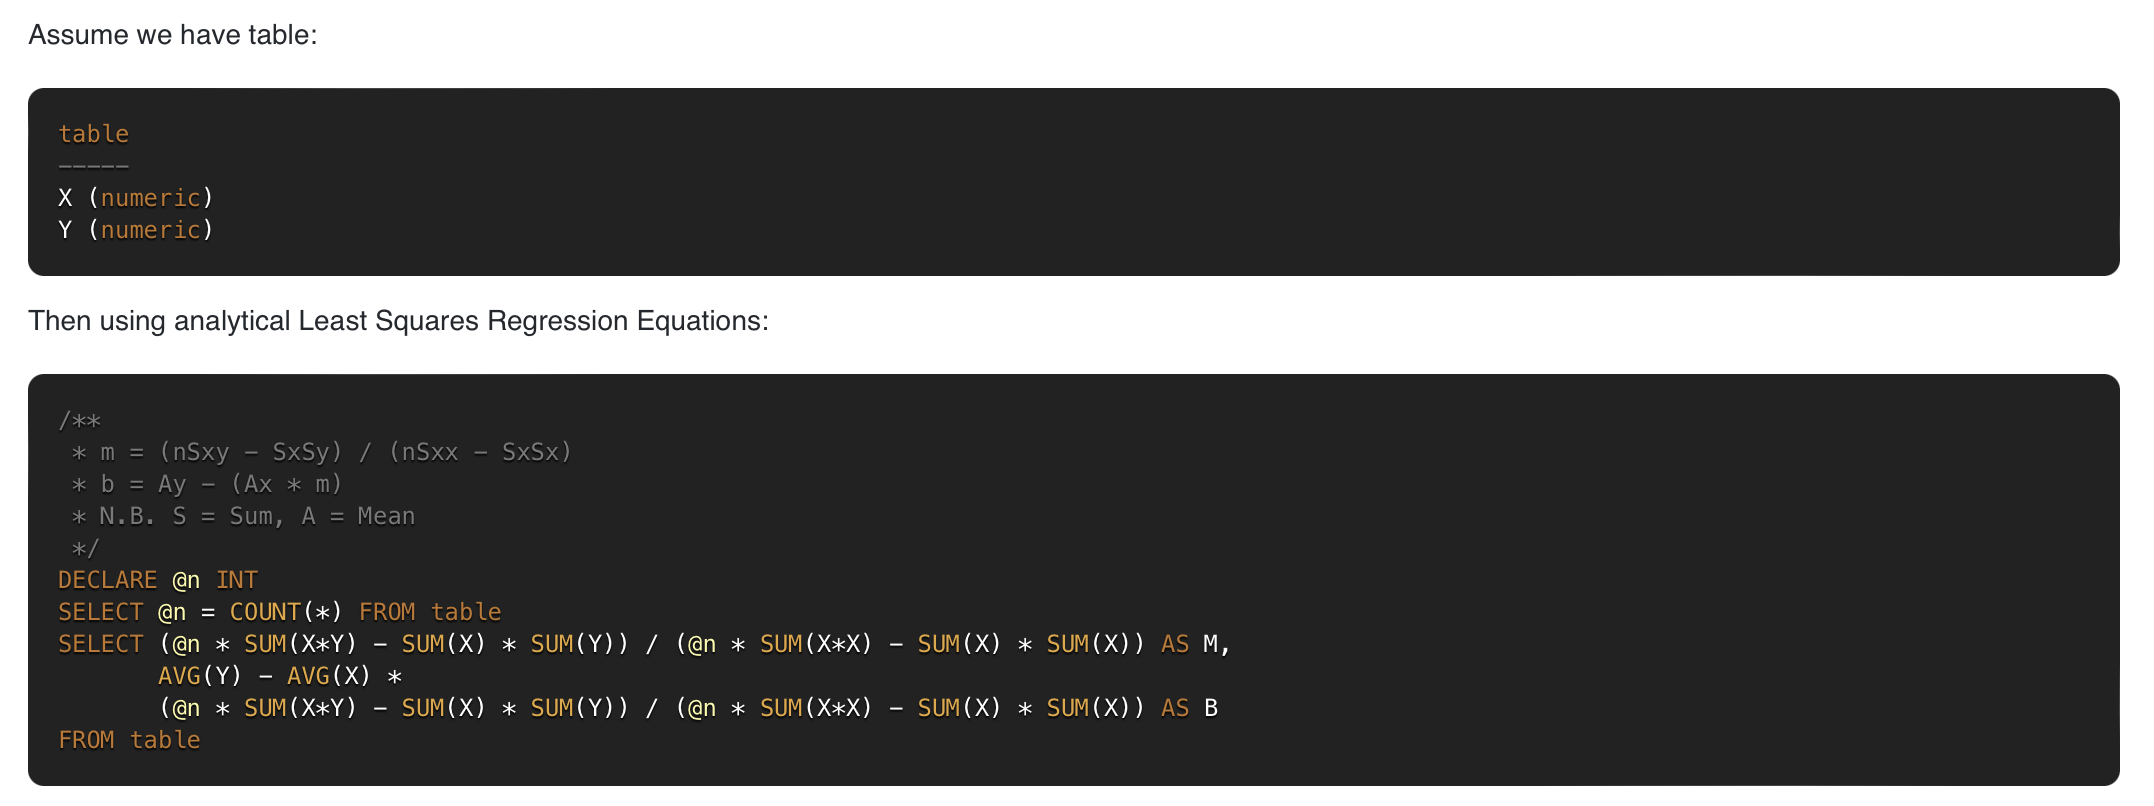 Assume we have table:
table
-----
X (numeric)
Y (numeric)
Then using analytical Least Squares Regression Equations:
/**
 * m = (nSxy - SxSy) / (nSxx - SxSx)
 * b = Ay - (Ax * m)
 * N.B. S = Sum, A = Mean
 */
DECLARE @n INT
SELECT @n = COUNT(*) FROM table
SELECT (@n * SUM(X*Y) - SUM(X) * SUM(Y)) / (@n * SUM(X*X) - SUM(X) * SUM(X)) AS M,
       AVG(Y) - AVG(X) *
       (@n * SUM(X*Y) - SUM(X) * SUM(Y)) / (@n * SUM(X*X) - SUM(X) * SUM(X)) AS B
FROM table